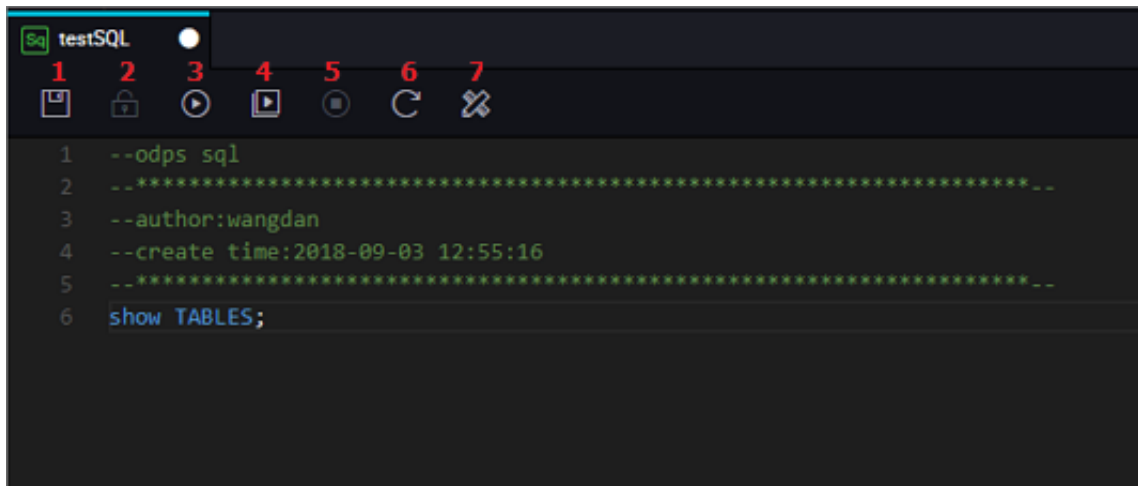 Sq testSQL
1 2 3 4 5 6 7
1 --odps sql
2 --********************************************************************--
3 --author:wangdan
4 --create time:2018-09-03 12:55:16
5 --********************************************************************--
6 show TABLES;